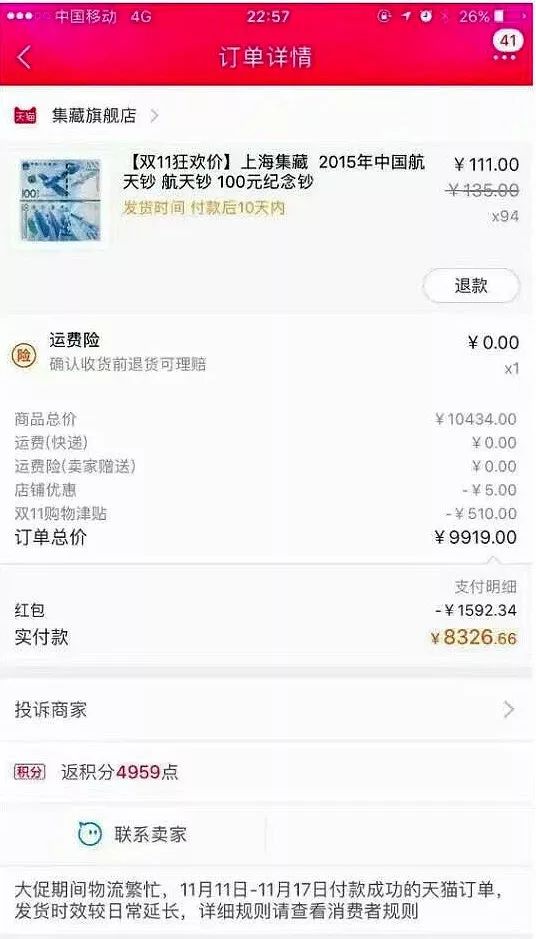 中国移动 4G 22:57 26%
订单详情 41
天猫 集藏旗舰店
【双11狂欢价】上海集藏 2015年中国航 ￥111.00
天钞 航天钞 100元纪念钞 ￥135.00
发货时间 付款后10天内 x94
100
退款
运费险 ￥0.00
险 确认收货前退货可理赔 x1
商品总价 ￥10434.00
运费(快递) ￥0.00
运费险(卖家赠送) ￥0.00
店铺优惠 -￥5.00
双11购物津贴 -￥510.00
订单总价 ￥9919.00
支付明细
红包 -￥1592.34
实付款 ￥8326.66
投诉商家
积分 返积分4959点
联系卖家
大促期间物流繁忙，11月11日-11月17日付款成功的天猫订单，
发货时效较日常延长，详细规则请查看消费者规则